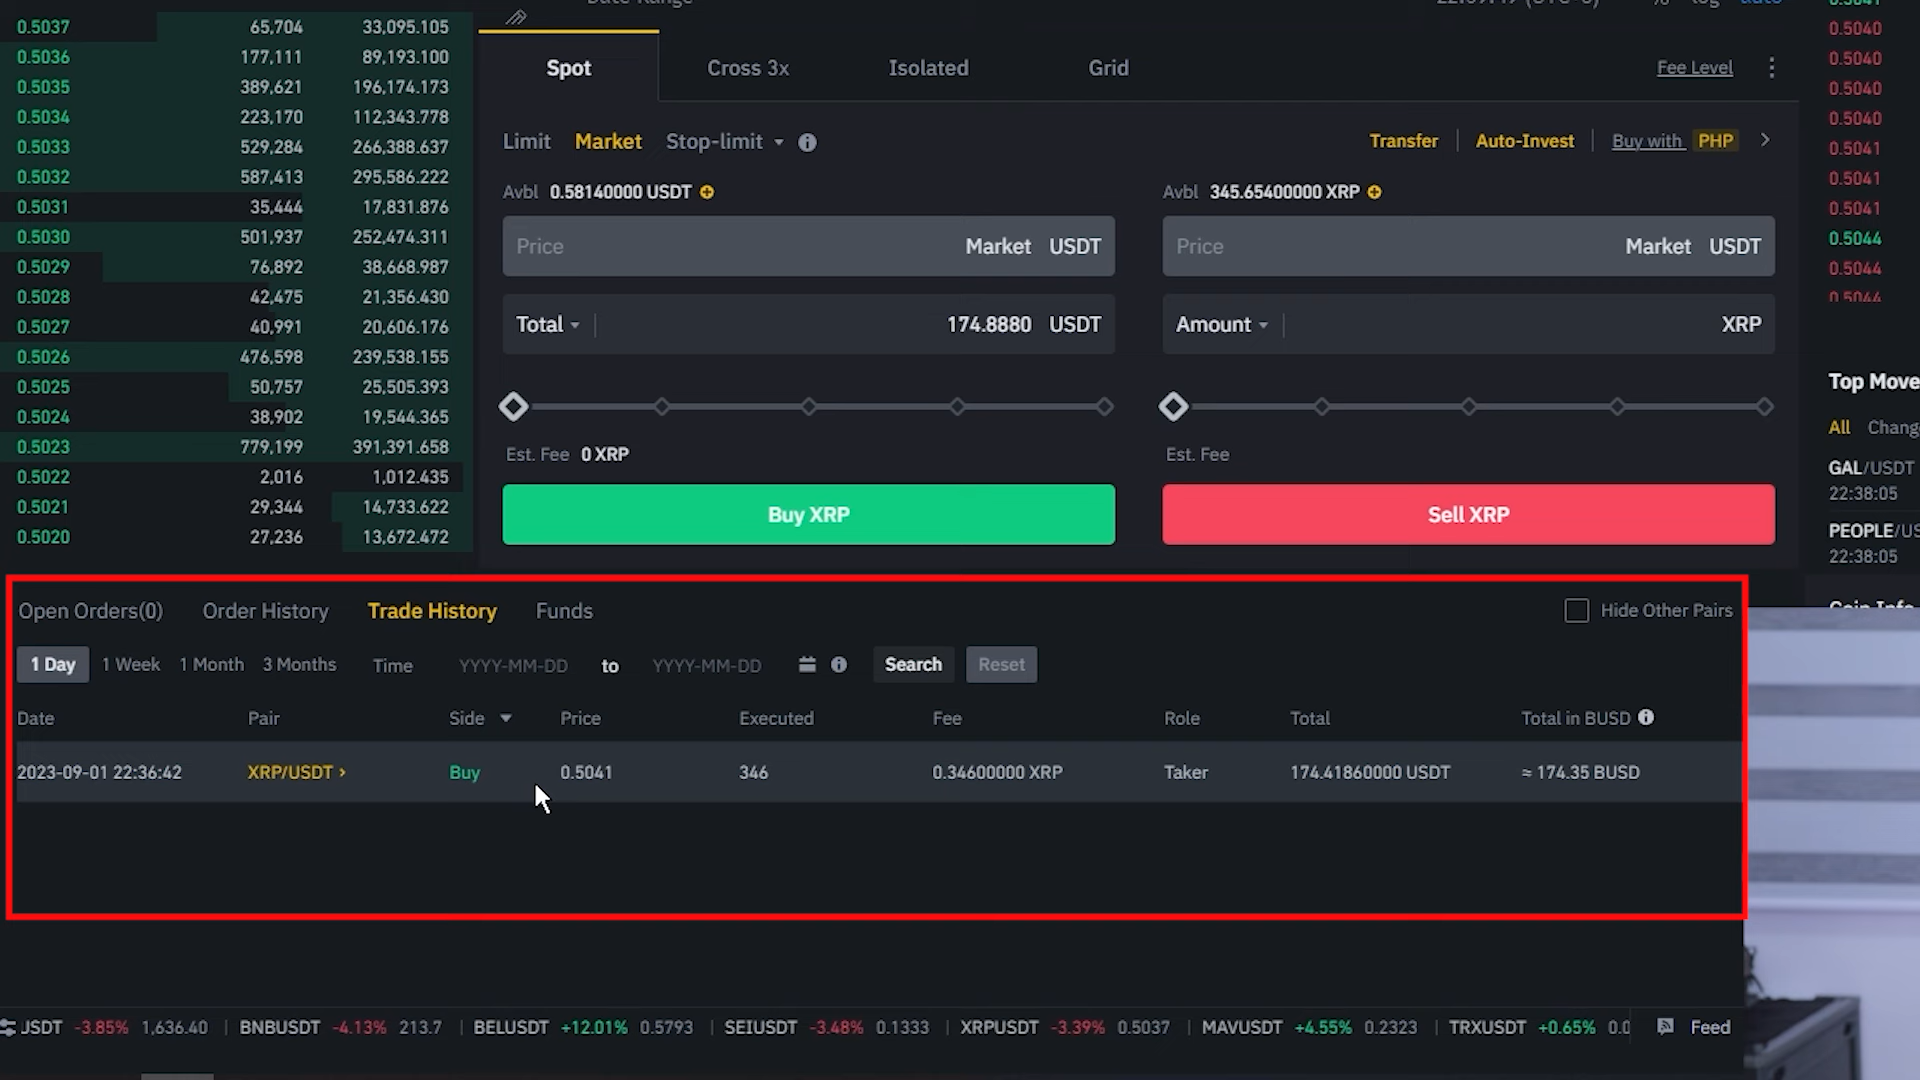 0.5037 65,704 33,095.105
0.5036 177,111 89,193.100
0.5035 389,621 196,174.173
0.5034 223,170 112,343.778
0.5033 529,284 266,388.637
0.5032 587,413 295,586.222
0.5031 35,444 17,831.876
0.5030 501,937 252,474.311
0.5029 76,892 38,668.987
0.5028 42,475 21,356.430
0.5027 40,991 20,606.176
0.5026 476,598 239,538.155
0.5025 50,757 25,505.393
0.5024 38,902 19,544.365
0.5023 779,199 391,391.658
0.5022 2,016 1,012.435
0.5021 29,344 14,733.622
0.5020 27,236 13,672.472
Date Range
auto
Spot Cross 3x Isolated Grid Fee Level
Limit Market Stop-limit Transfer Auto-Invest Buy with PHP
Avbl 0.58140000 USDT Avbl 345.65400000 XRP
Price Market USDT Price Market USDT
Total 174.8880 USDT Amount XRP
Est. Fee 0 XRP Est. Fee
Buy XRP Sell XRP
0.5040
0.5040
0.5040
0.5040
0.5041
0.5041
0.5041
0.5044
0.5044
0.5044
Top Move
All Chang
GAL/USDT
22:38:05
PEOPLE/US
22:38:05
Coin Info
Open Orders(0) Order History Trade History Funds Hide Other Pairs
1 Day 1 Week 1 Month 3 Months Time YYYY-MM-DD to YYYY-MM-DD Search Reset
Date Pair Side Price Executed Fee Role Total Total in BUSD
2023-09-01 22:36:42 XRP/USDT › Buy 0.5041 346 0.34600000 XRP Taker 174.41860000 USDT ≈ 174.35 BUSD
USDT -3.85% 1,636.40 | BNBUSDT -4.13% 213.7 | BELUSDT +12.01% 0.5793 | SEIUSDT -3.48% 0.1333 | XRPUSDT -3.39% 0.5037 | MAVUSDT +4.55% 0.2323 | TRXUSDT +0.65% 0.0 Feed